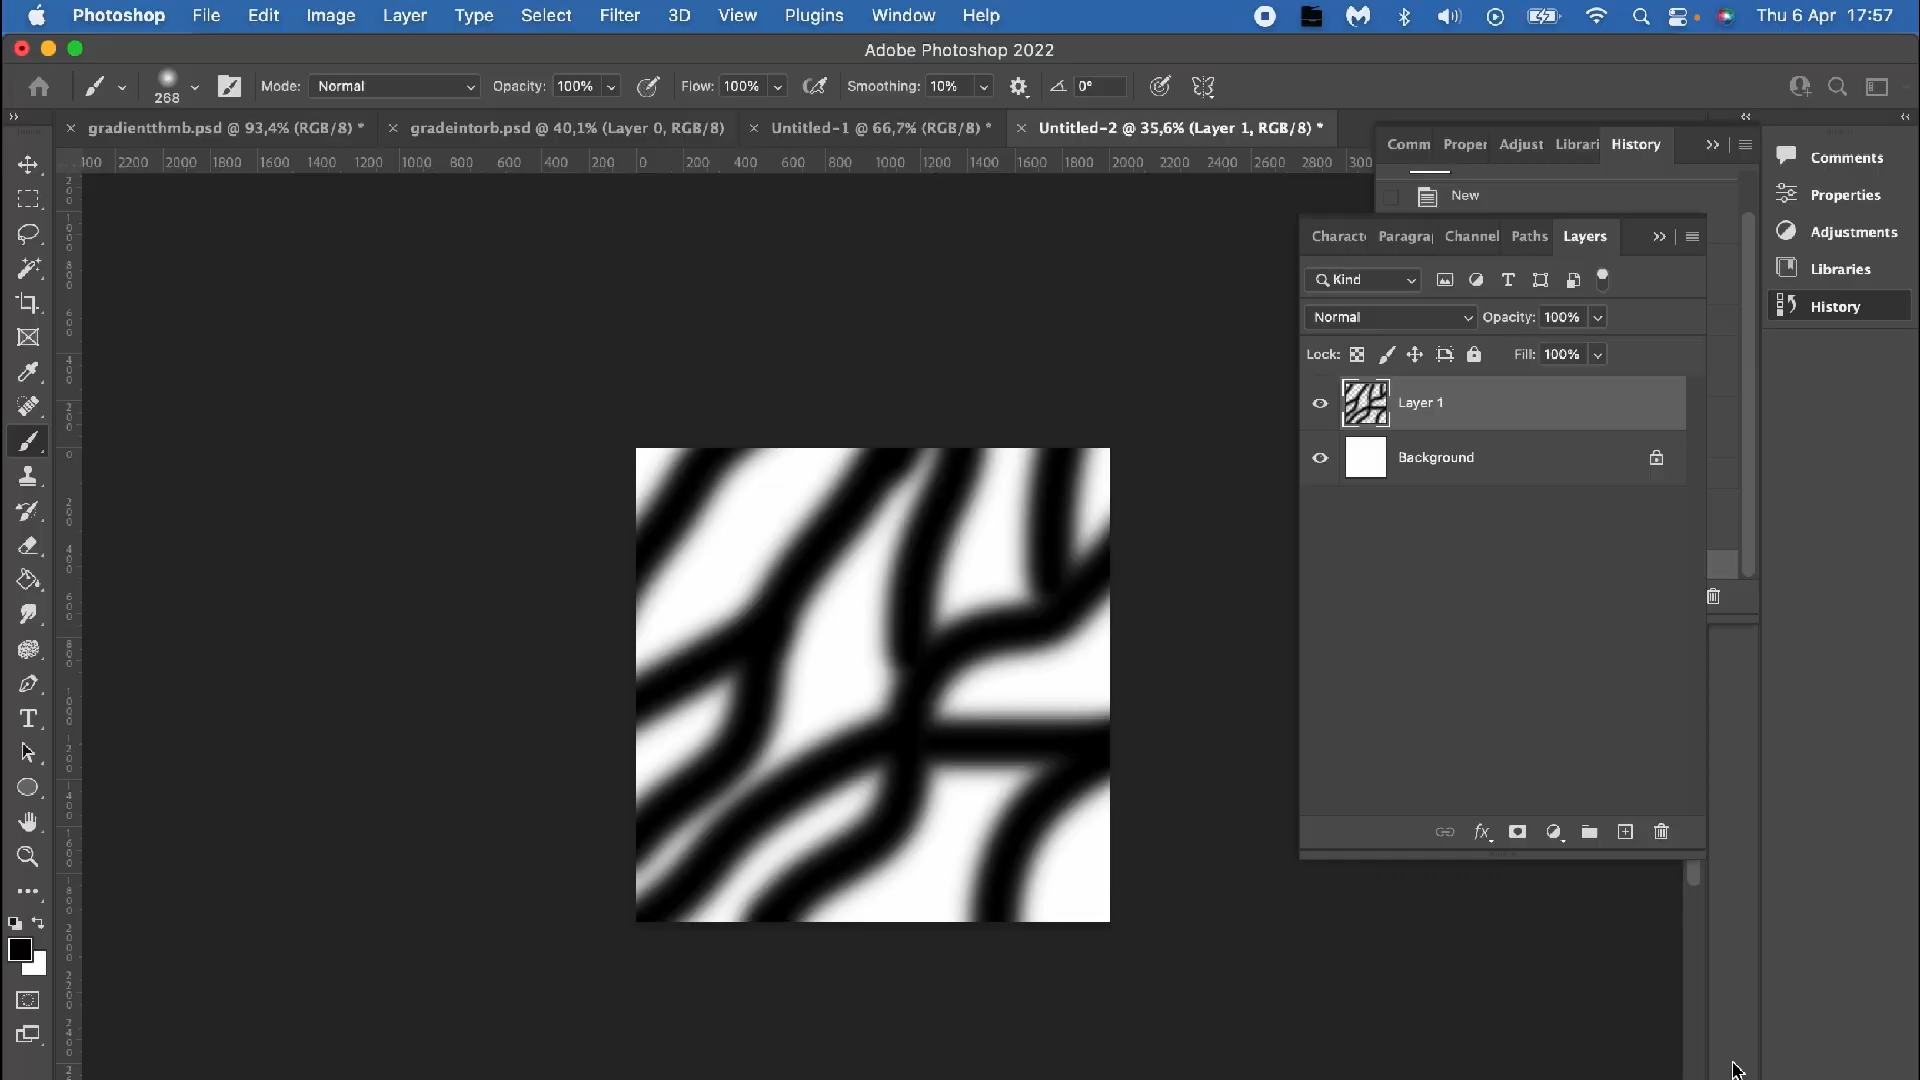 Photoshop File Edit Image Layer Type Select Filter 3D View Plugins Window Help Thu 6 Apr 17:57
Adobe Photoshop 2022
268 Mode: Normal Opacity: 100% Flow: 100% Smoothing: 10% 0°
gradientthmb.psd @ 93,4% (RGB/8) * gradeintorb.psd @ 40,1% (Layer 0, RGB/8) Untitled-1 @ 66,7% (RGB/8) * Untitled-2 @ 35,6% (Layer 1, RGB/8) *
Comm Proper Adjust Librari History
Comments
400 2200 2000 1800 1600 1400 1200 1000 800 600 400 200 0 200 400 600 800 1000 1200 1400 1600 1800 2000 2200 2400 2600 2800 300
New
Properties
Charact Paragra Channel Paths Layers
Adjustments
Kind
Libraries
Normal Opacity: 100%
History
Lock: Fill: 100%
Layer 1
Background
fx